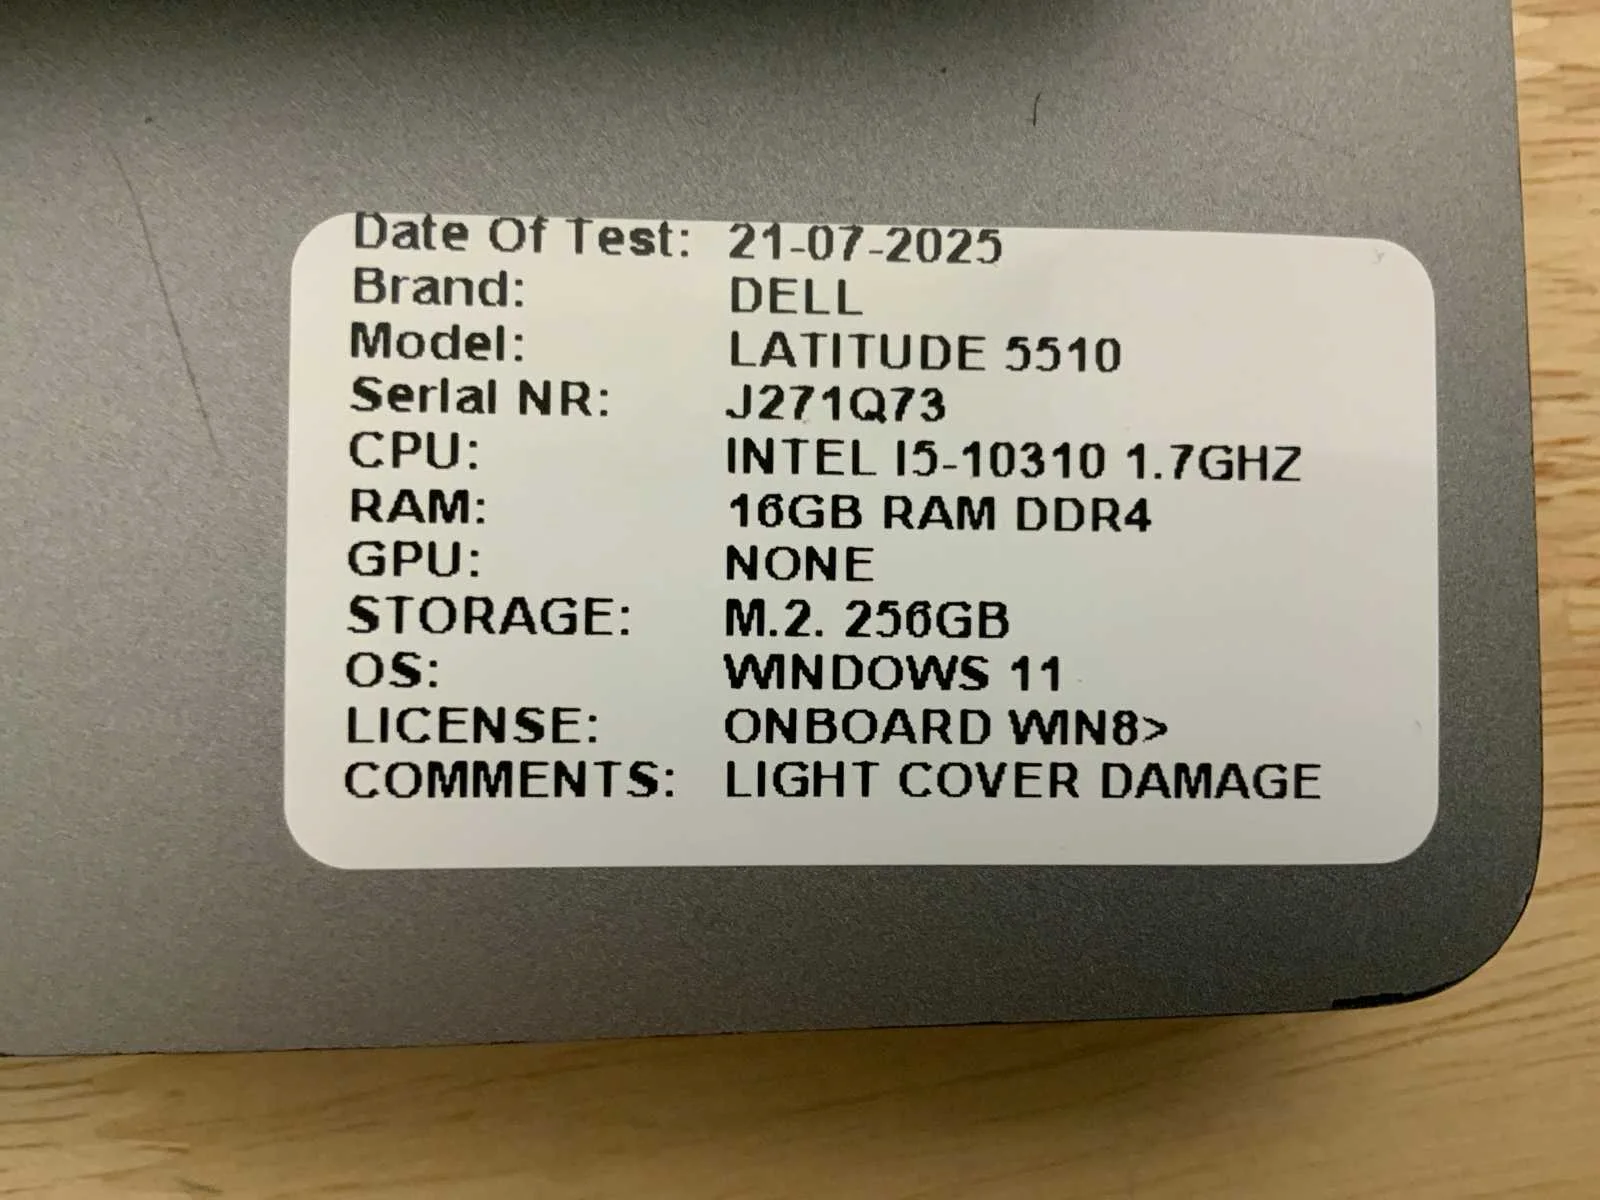 Date Of Test: 21-07-2025
Brand: DELL
Model: LATITUDE 5510
Serial NR: J271Q73
CPU: INTEL I5-10310 1.7GHZ
RAM: 16GB RAM DDR4
GPU: NONE
STORAGE: M.2. 256GB
OS: WINDOWS 11
LICENSE: ONBOARD WIN8>
COMMENTS: LIGHT COVER DAMAGE